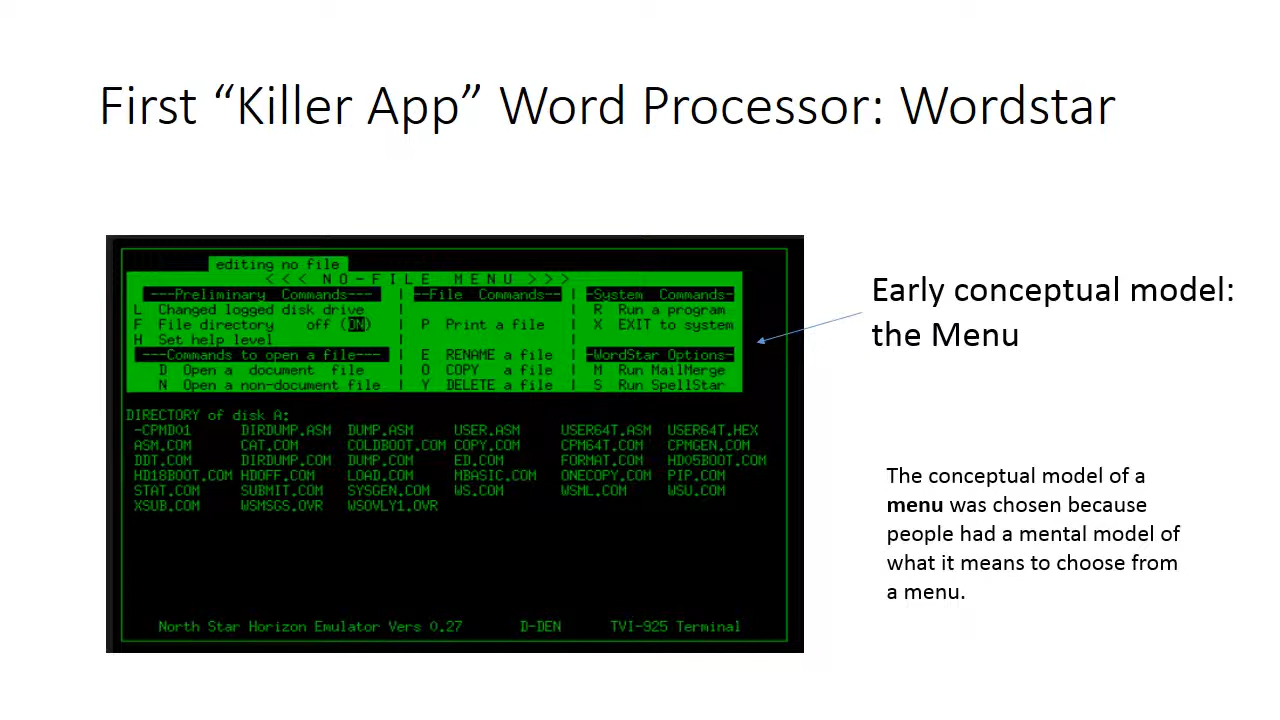 First “Killer App” Word Processor: Wordstar
editing no file
< < < N O - F I L E   M E N U > > >
---Preliminary Commands--- | --File Commands-- | -System Commands-
L Changed logged disk drive | | R Run a program
F File directory off (ON) | P Print a file | X EXIT to system
H Set help level | |
---Commands to open a file--- | E RENAME a file | -WordStar Options-
D Open a document file | O COPY a file | M Run MailMerge
N Open a non-document file | Y DELETE a file | S Run SpellStar
DIRECTORY of disk A:
-CPMD01 DIRDUMP.ASM DUMP.ASM USER.ASM USER64T.ASM USER64T.HEX
ASM.COM CAT.COM COLDBOOT.COM COPY.COM CPM64T.COM CPMGEN.COM
DDT.COM DIRDUMP.COM DUMP.COM ED.COM FORMAT.COM HD05BOOT.COM
HD18BOOT.COM HDOFF.COM LOAD.COM MBASIC.COM ONECOPY.COM PIP.COM
STAT.COM SUBMIT.COM SYSGEN.COM WS.COM WSML.COM WSU.COM
XSUB.COM WSMSGS.OVR WSOVLY1.OVR
North Star Horizon Emulator Vers 0.27 D-DEN TVI-925 Terminal
Early conceptual model:
the Menu
The conceptual model of a
menu was chosen because
people had a mental model of
what it means to choose from
a menu.